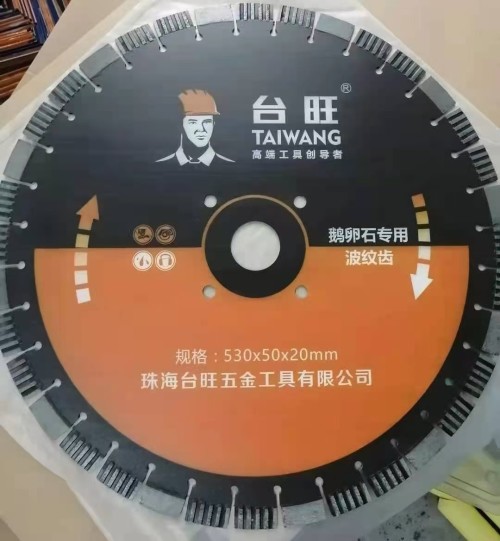 台旺®
TAIWANG
高端工具创导者
鹅卵石专用
波纹齿
规格：530x50x20mm
珠海台旺五金工具有限公司